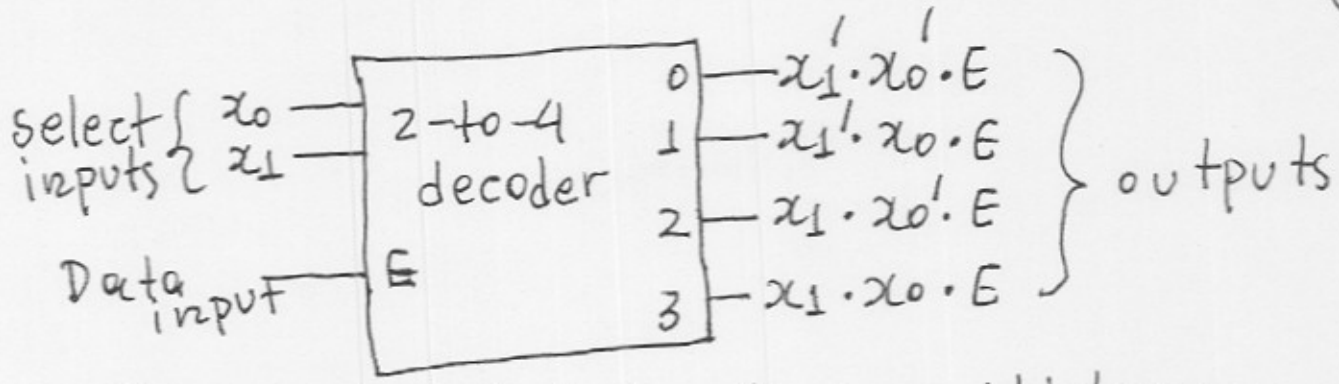 0 x1'·x0'·E
select inputs { x0
2-to-4 decoder
1 x1'·x0·E
x1
outputs
2 x1·x0'·E
Data input E
3 x1·x0·E